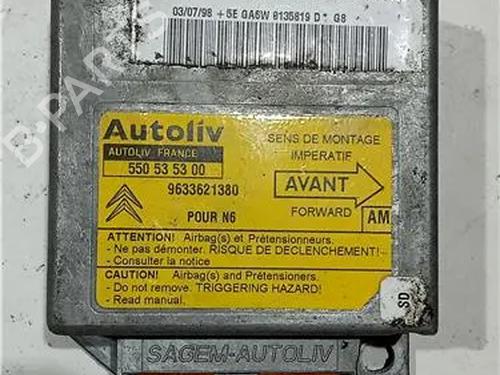 03/07/98 + 5E GA6W 8135819 D* G8
B-PARTS
Autoliv
AUTOLIV FRANCE
550 53 53 00
9633621380
POUR N6
SENS DE MONTAGE
IMPERATIF
AVANT
FORWARD
AM
ATTENTION! Airbag(s) et Prétensionneurs.
- Ne pas démonter. RISQUE DE DECLENCHEMENT!
- Consulter la notice
CAUTION! Airbag(s) and Pretensioners.
- Do not remove. TRIGGERING HAZARD!
- Read manual.
SD
SAGEM-AUTOLIV